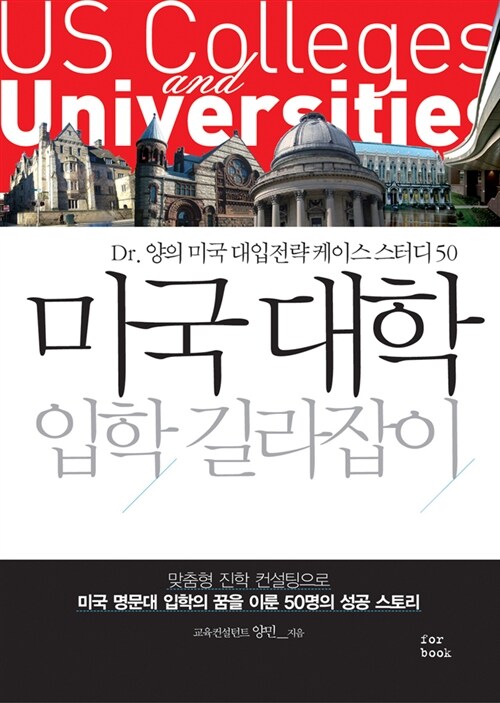 US Colleges
and
Universities
Dr. 양의 미국 대입전략 케이스 스터디 50
미국 대학
입학 길라잡이
맞춤형 진학 컨설팅으로
미국 명문대 입학의 꿈을 이룬 50명의 성공 스토리
교육컨설턴트 양민_지음
for
book